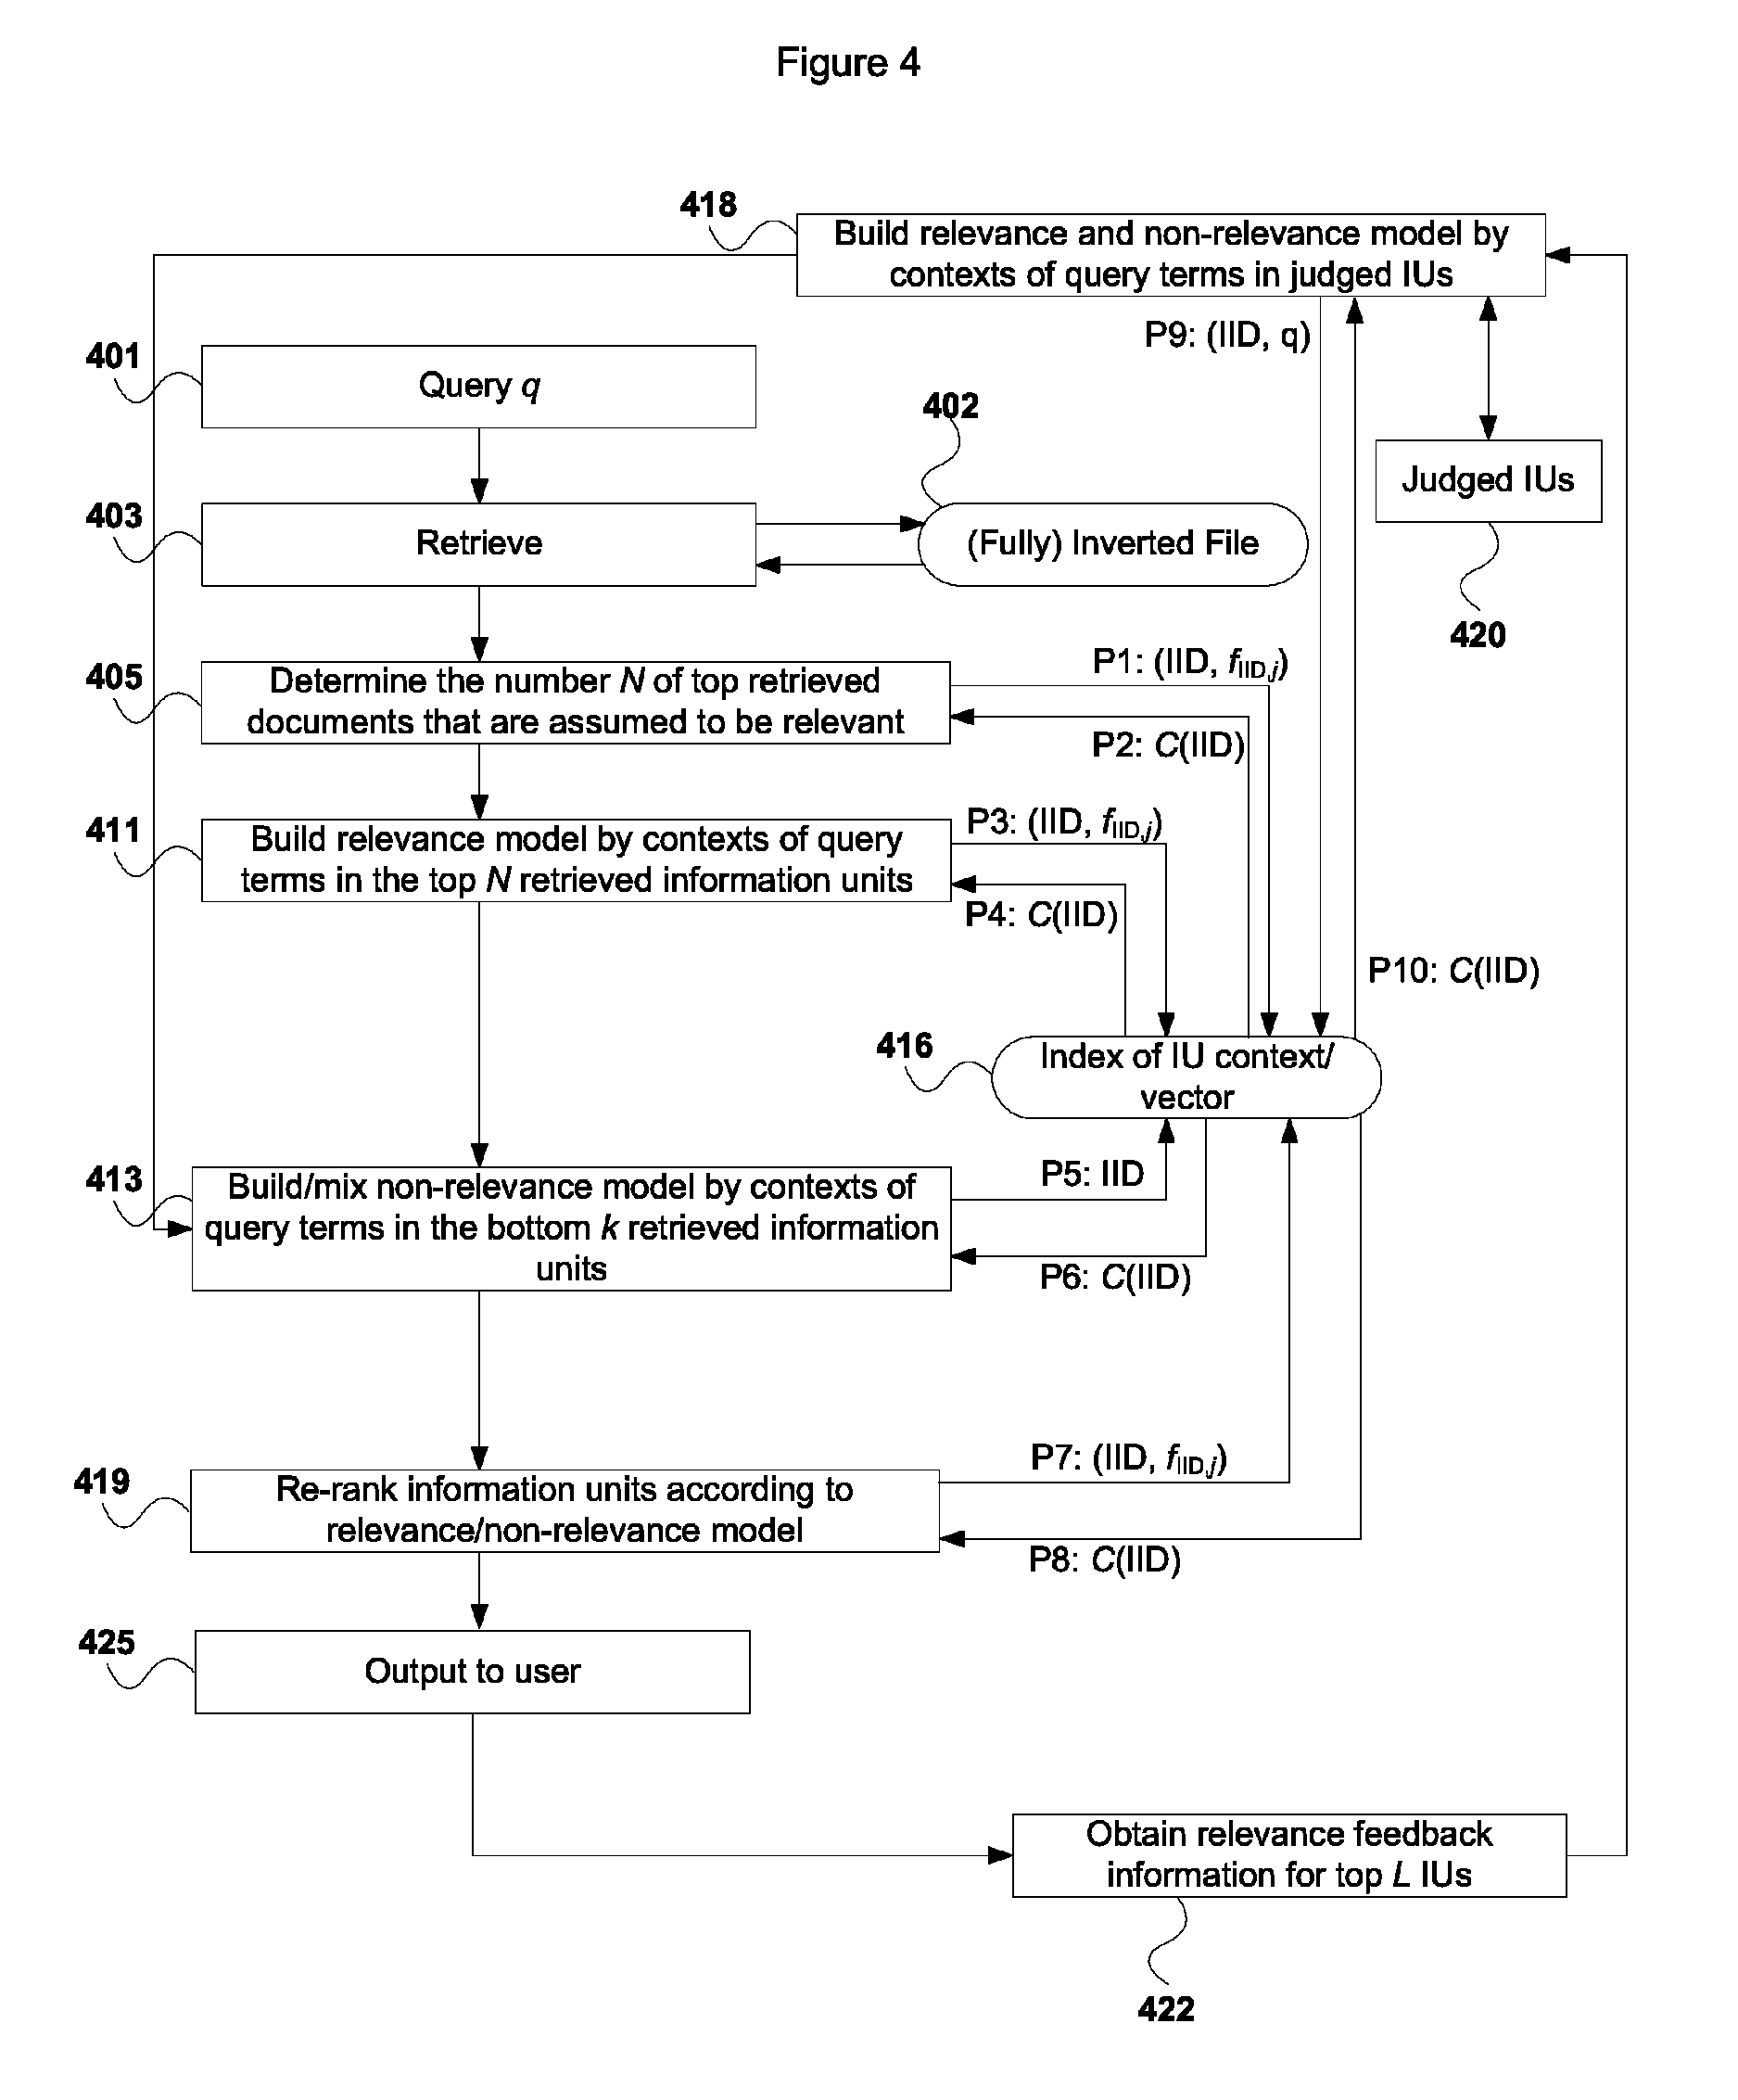 Figure 4
418
Build relevance and non-relevance model by
contexts of query terms in judged IUs
P9: (IID, q)
401
Query q
402
403
Retrieve
(Fully) Inverted File
Judged IUs
420
405
Determine the number N of top retrieved
documents that are assumed to be relevant
P1: (IID, fIID,j)
P2: C(IID)
411
Build relevance model by contexts of query
terms in the top N retrieved information units
P3: (IID, fIID,j)
P4: C(IID)
P10: C(IID)
416
Index of IU context/
vector
413
Build/mix non-relevance model by contexts of
query terms in the bottom k retrieved information
units
P5: IID
P6: C(IID)
419
Re-rank information units according to
relevance/non-relevance model
P7: (IID, fIID,j)
P8: C(IID)
425
Output to user
Obtain relevance feedback
information for top L IUs
422